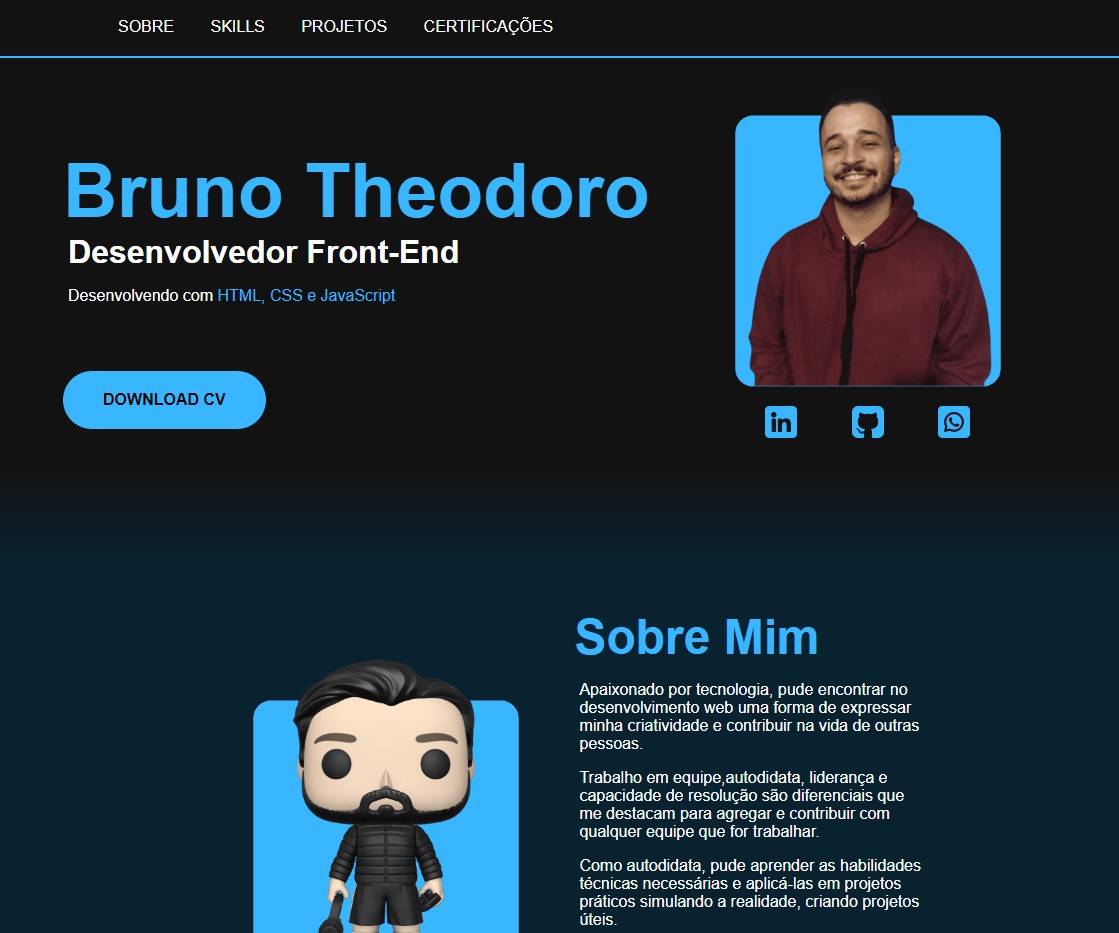 SOBRE SKILLS PROJETOS CERTIFICAÇÕES
Bruno Theodoro
Desenvolvedor Front-End
Desenvolvendo com HTML, CSS e JavaScript
DOWNLOAD CV
in
Sobre Mim
Apaixonado por tecnologia, pude encontrar no
desenvolvimento web uma forma de expressar
minha criatividade e contribuir na vida de outras
pessoas.
Trabalho em equipe,autodidata, liderança e
capacidade de resolução são diferenciais que
me destacam para agregar e contribuir com
qualquer equipe que for trabalhar.
Como autodidata, pude aprender as habilidades
técnicas necessárias e aplicá-las em projetos
práticos simulando a realidade, criando projetos
úteis.